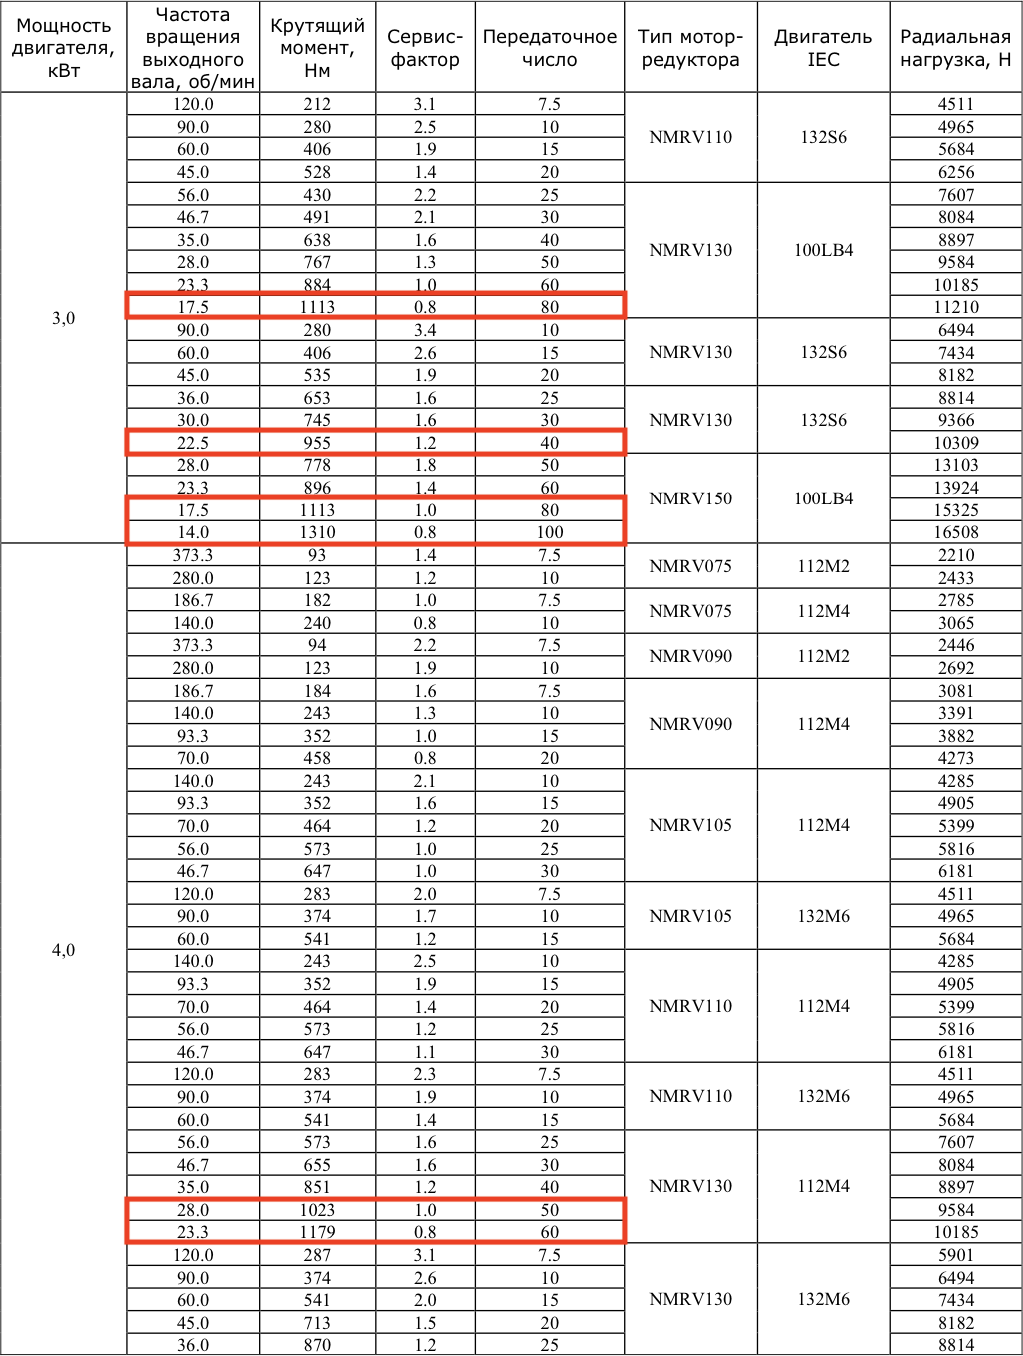 Мощность двигателя, кВт | Частота вращения выходного вала, об/мин | Крутящий момент, Нм | Сервис-фактор | Передаточное число | Тип мотор-редуктора | Двигатель IEC | Радиальная нагрузка, Н
3,0
120.0 212 3.1 7.5 NMRV110 132S6 4511
90.0 280 2.5 10 4965
60.0 406 1.9 15 5684
45.0 528 1.4 20 6256
56.0 430 2.2 25 NMRV130 100LB4 7607
46.7 491 2.1 30 8084
35.0 638 1.6 40 8897
28.0 767 1.3 50 9584
23.3 884 1.0 60 10185
17.5 1113 0.8 80 11210
90.0 280 3.4 10 NMRV130 132S6 6494
60.0 406 2.6 15 7434
45.0 535 1.9 20 8182
36.0 653 1.6 25 NMRV130 132S6 8814
30.0 745 1.6 30 9366
22.5 955 1.2 40 10309
28.0 778 1.8 50 NMRV150 100LB4 13103
23.3 896 1.4 60 13924
17.5 1113 1.0 80 15325
14.0 1310 0.8 100 16508
4,0
373.3 93 1.4 7.5 NMRV075 112M2 2210
280.0 123 1.2 10 2433
186.7 182 1.0 7.5 NMRV075 112M4 2785
140.0 240 0.8 10 3065
373.3 94 2.2 7.5 NMRV090 112M2 2446
280.0 123 1.9 10 2692
186.7 184 1.6 7.5 NMRV090 112M4 3081
140.0 243 1.3 10 3391
93.3 352 1.0 15 3882
70.0 458 0.8 20 4273
140.0 243 2.1 10 NMRV105 112M4 4285
93.3 352 1.6 15 4905
70.0 464 1.2 20 5399
56.0 573 1.0 25 5816
46.7 647 1.0 30 6181
120.0 283 2.0 7.5 NMRV105 132M6 4511
90.0 374 1.7 10 4965
60.0 541 1.2 15 5684
140.0 243 2.5 10 NMRV110 112M4 4285
93.3 352 1.9 15 4905
70.0 464 1.4 20 5399
56.0 573 1.2 25 5816
46.7 647 1.1 30 6181
120.0 283 2.3 7.5 NMRV110 132M6 4511
90.0 374 1.9 10 4965
60.0 541 1.4 15 5684
56.0 573 1.6 25 NMRV130 112M4 7607
46.7 655 1.6 30 8084
35.0 851 1.2 40 8897
28.0 1023 1.0 50 9584
23.3 1179 0.8 60 10185
120.0 287 3.1 7.5 NMRV130 132M6 5901
90.0 374 2.6 10 6494
60.0 541 2.0 15 7434
45.0 713 1.5 20 8182
36.0 870 1.2 25 8814